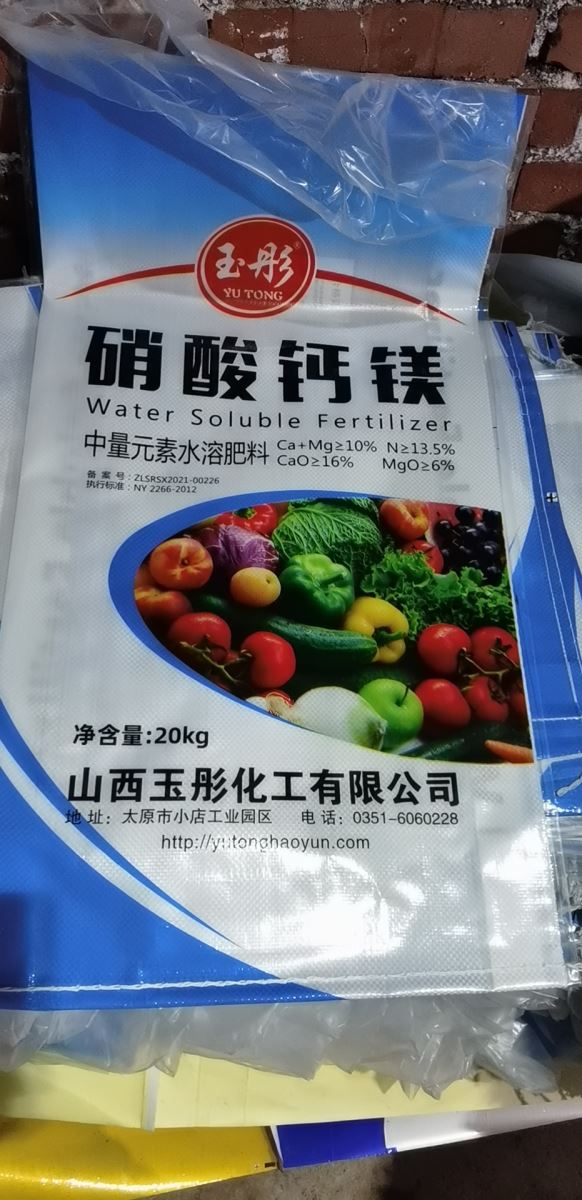 玉彤®
YU TONG
硝酸钙镁
Water Soluble Fertilizer
中量元素水溶肥料 Ca+Mg≥10% N≥13.5%
CaO≥16% MgO≥6%
备案号:ZLSRSX2021-00226
执行标准:NY 2266-2012
净含量:20kg
山西玉彤化工有限公司
地址:太原市小店工业园区 电话:0351-6060228
http://yutonghaoyun.com